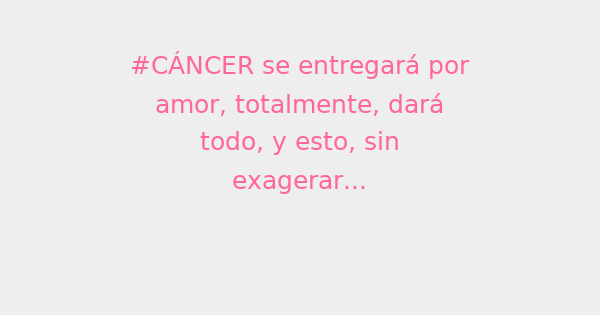 #CÁNCER se entregará por
amor, totalmente, dará
todo, y esto, sin
exagerar...